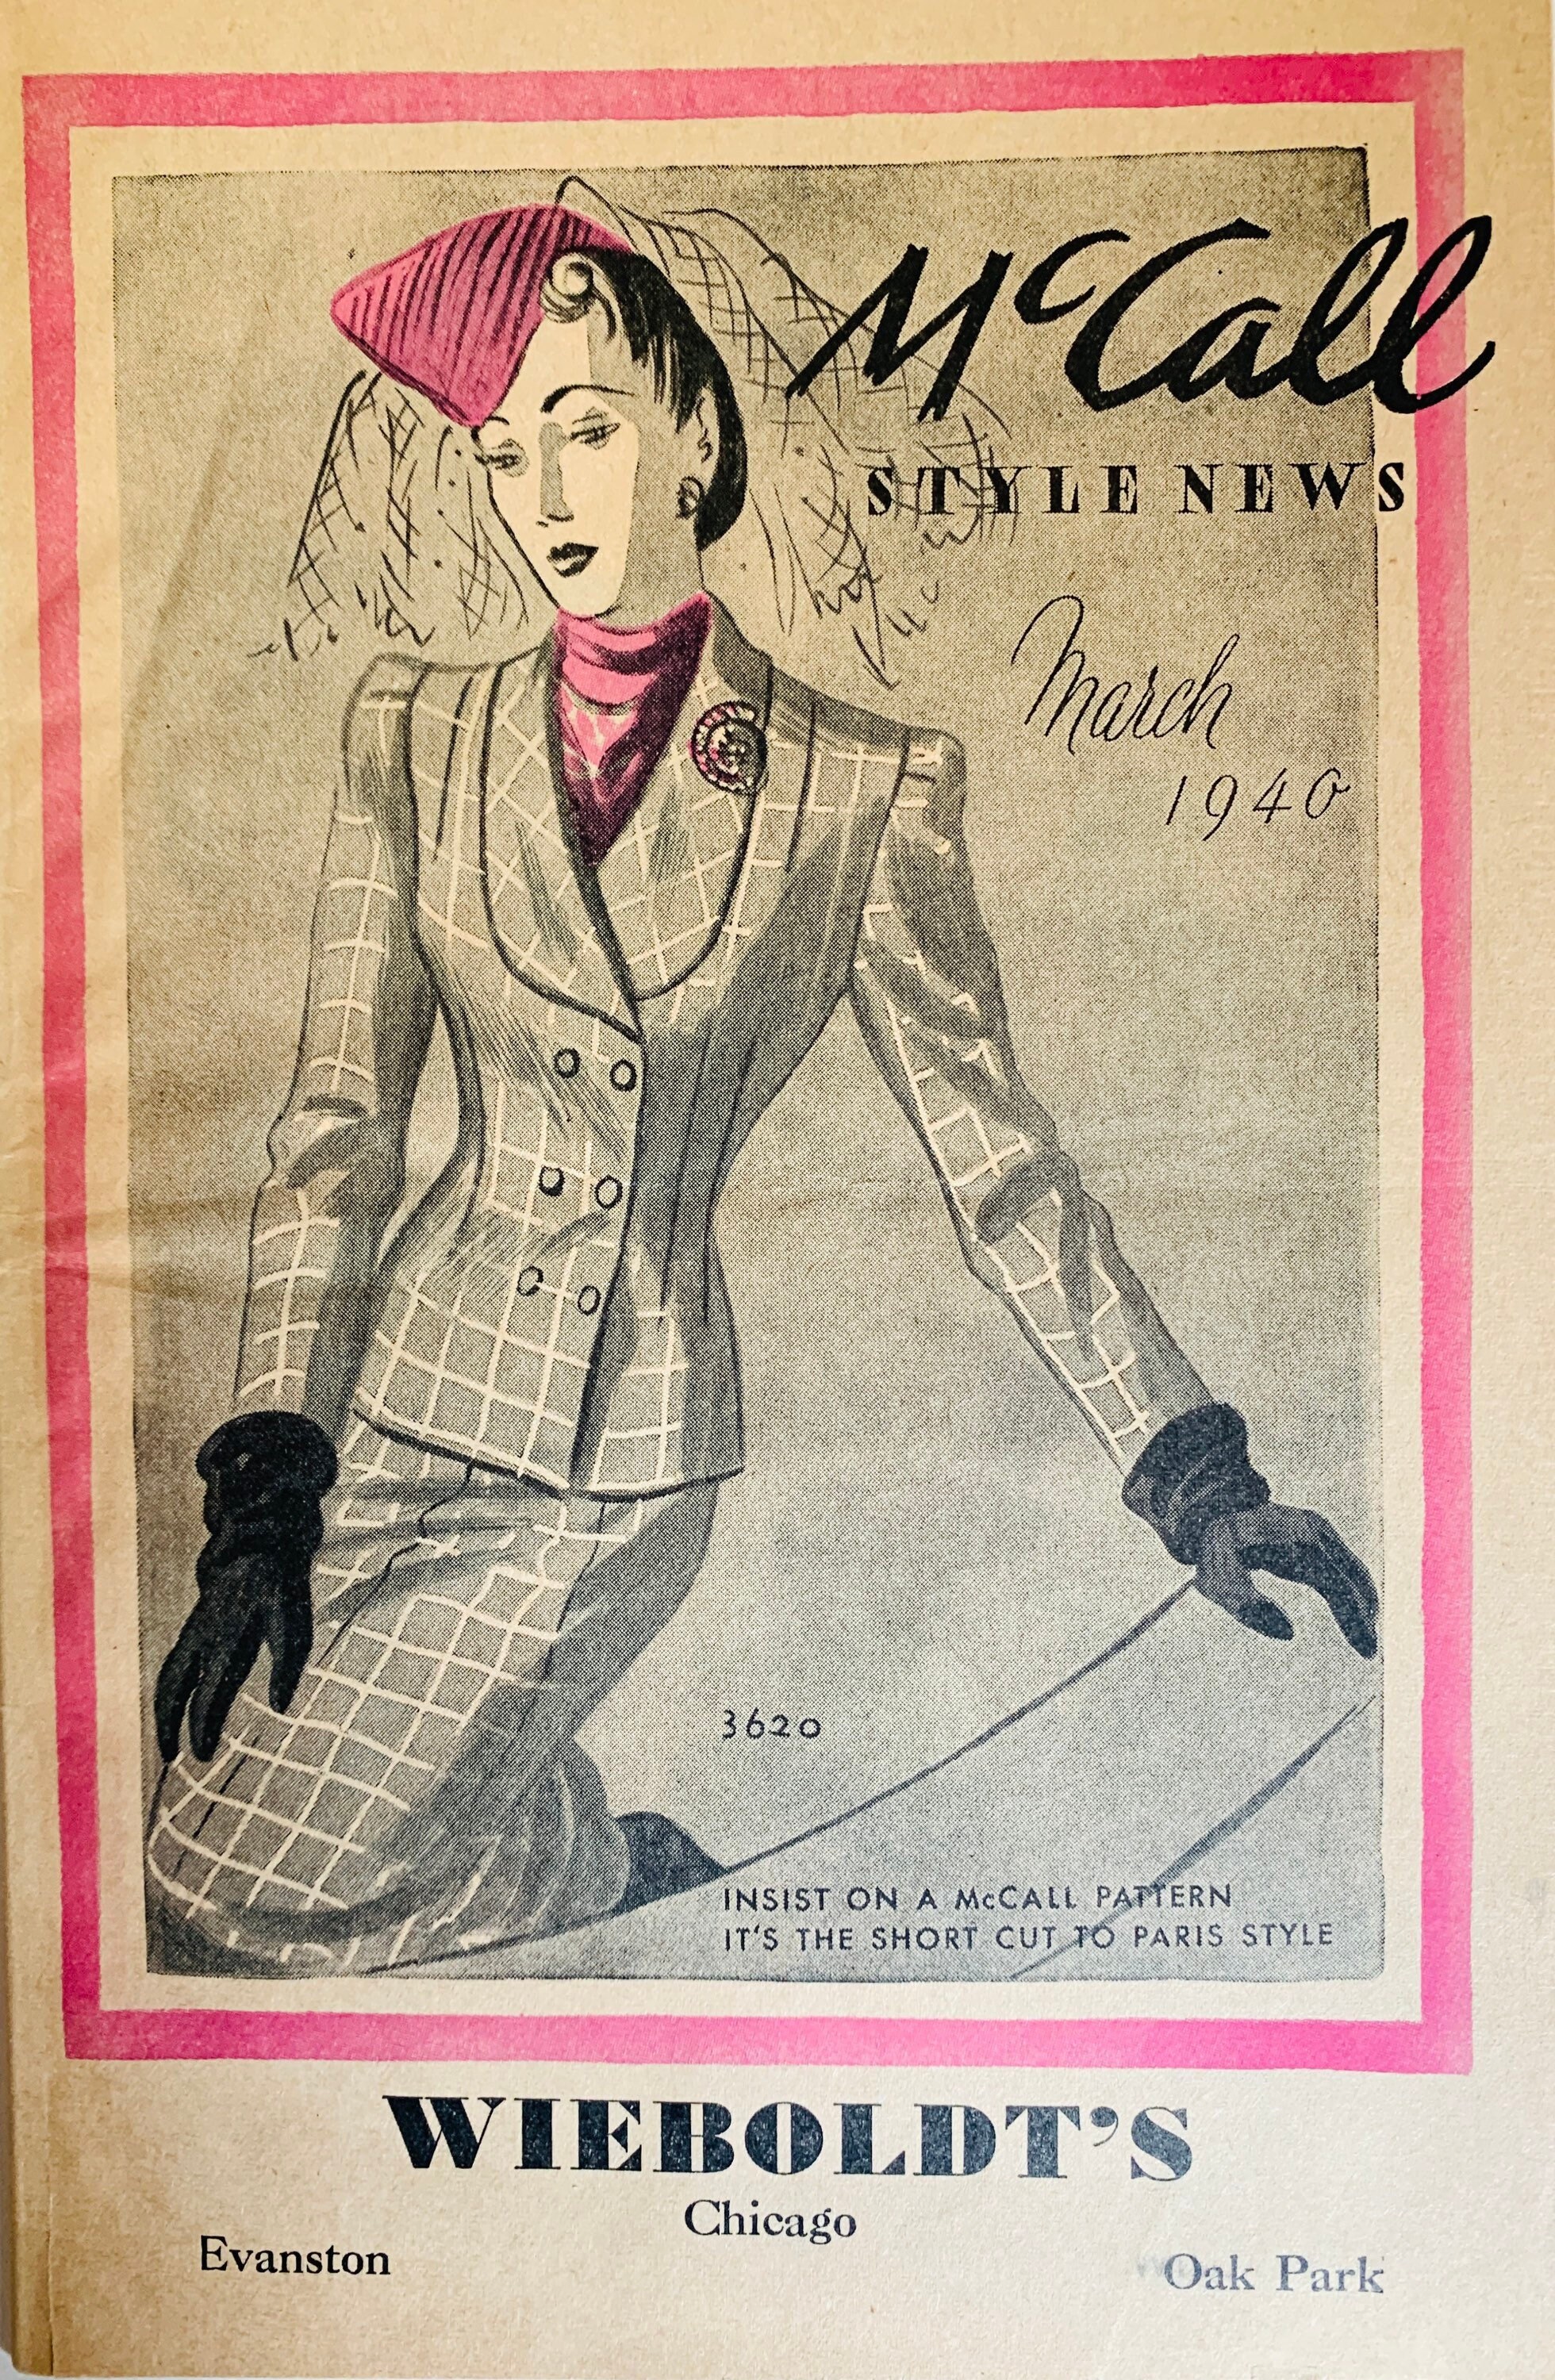 McCall
STYLE NEWS
March
1940
3620
INSIST ON A McCALL PATTERN
IT'S THE SHORT CUT TO PARIS STYLE
WIEBOLDT'S
Chicago
Evanston
Oak Park